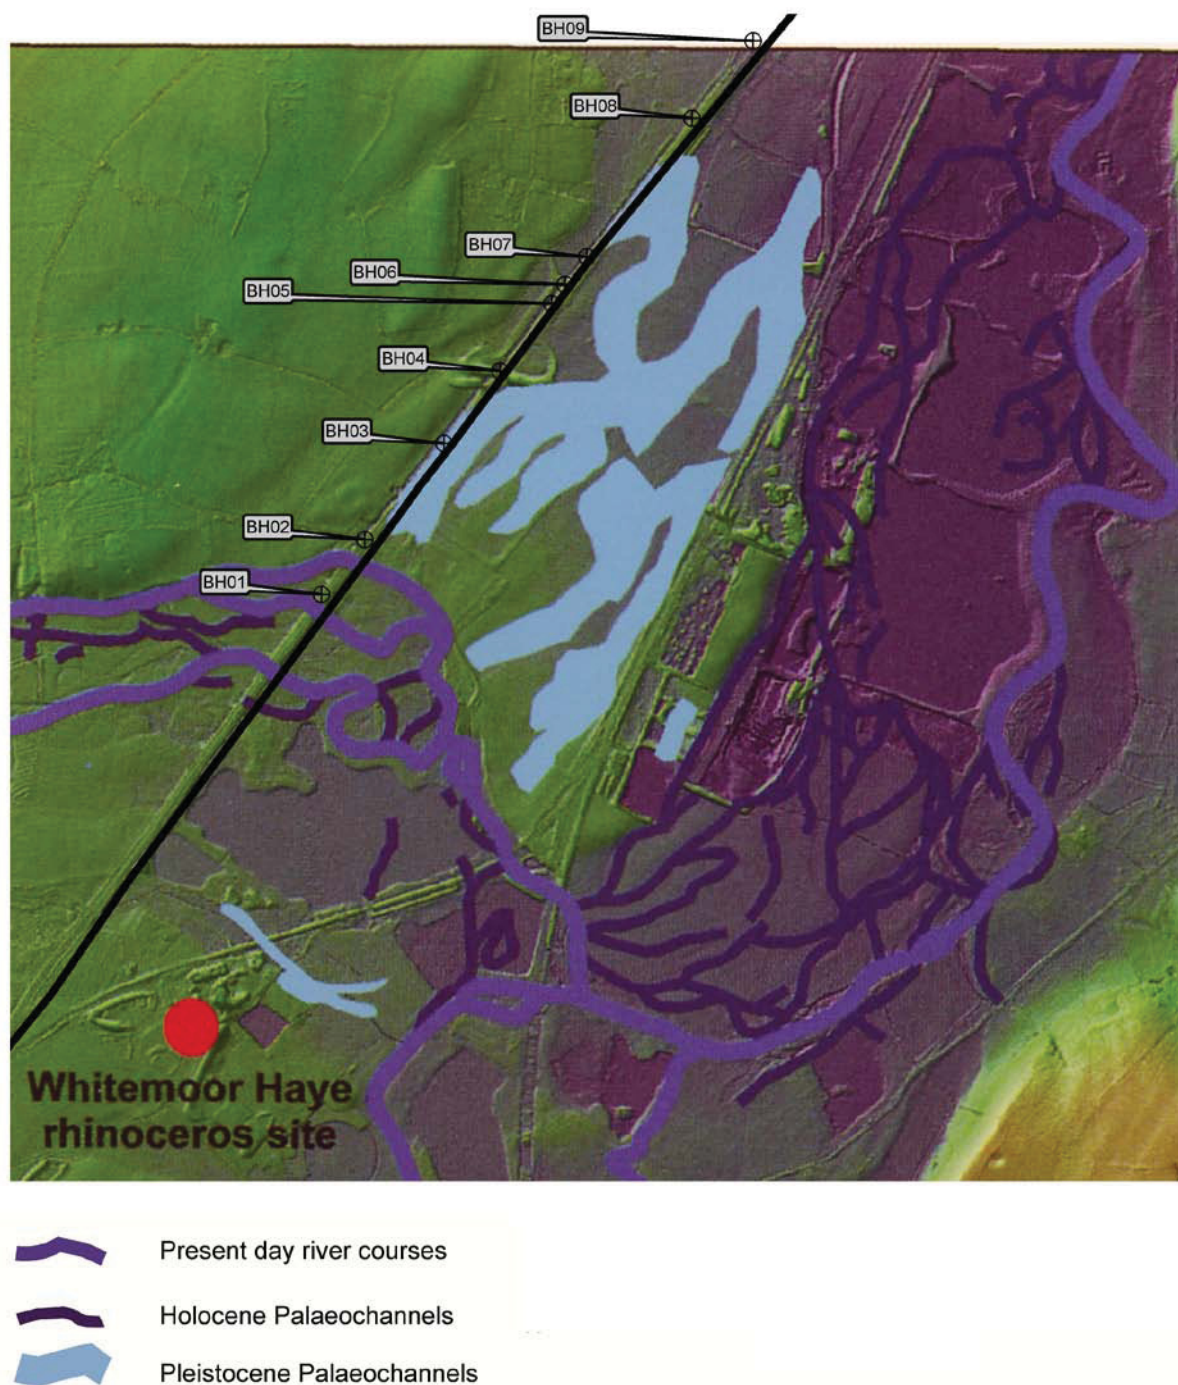 BH09
BH08
BH07
BH06
BH05
BH04
BH03
BH02
BH01
Whitemoor Haye
rhinoceros site
Present day river courses
Holocene Palaeochannels
Pleistocene Palaeochannels